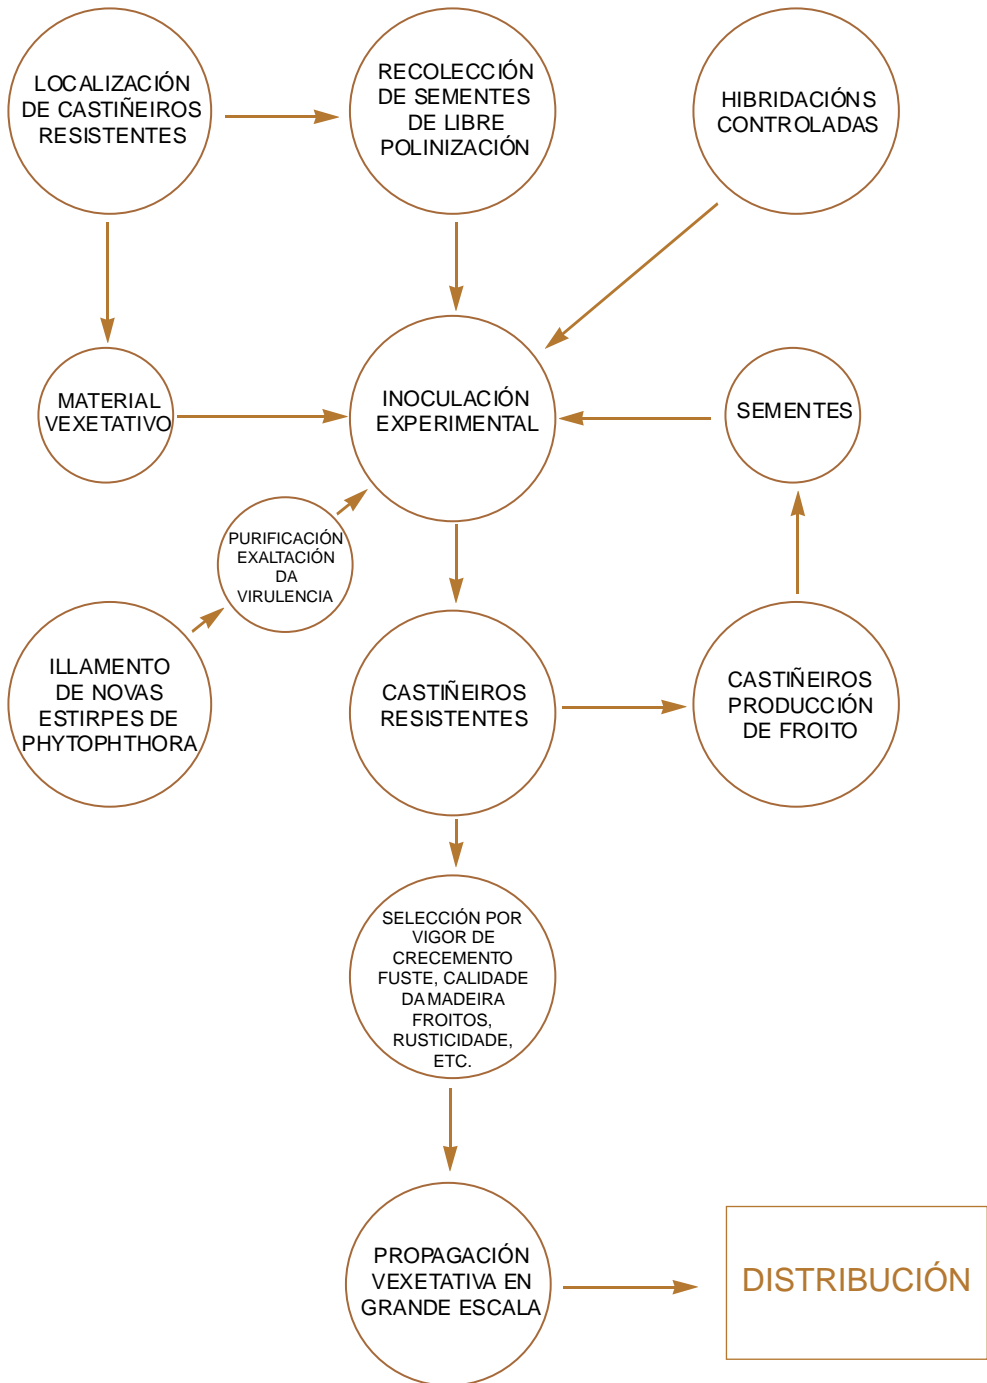 LOCALIZACIÓN
DE CASTIÑEIROS
RESISTENTES
RECOLECCIÓN
DE SEMENTES
DE LIBRE
POLINIZACIÓN
HIBRIDACIÓNS
CONTROLADAS
MATERIAL
VEXETATIVO
INOCULACIÓN
EXPERIMENTAL
SEMENTES
PURIFICACIÓN
EXALTACIÓN
DA
VIRULENCIA
ILLAMENTO
DE NOVAS
ESTIRPES DE
PHYTOPHTHORA
CASTIÑEIROS
RESISTENTES
CASTIÑEIROS
PRODUCCIÓN
DE FROITO
SELECCIÓN POR
VIGOR DE
CRECEMENTO
FUSTE, CALIDADE
DA MADEIRA
FROITOS,
RUSTICIDADE,
ETC.
PROPAGACIÓN
VEXETATIVA EN
GRANDE ESCALA
DISTRIBUCIÓN